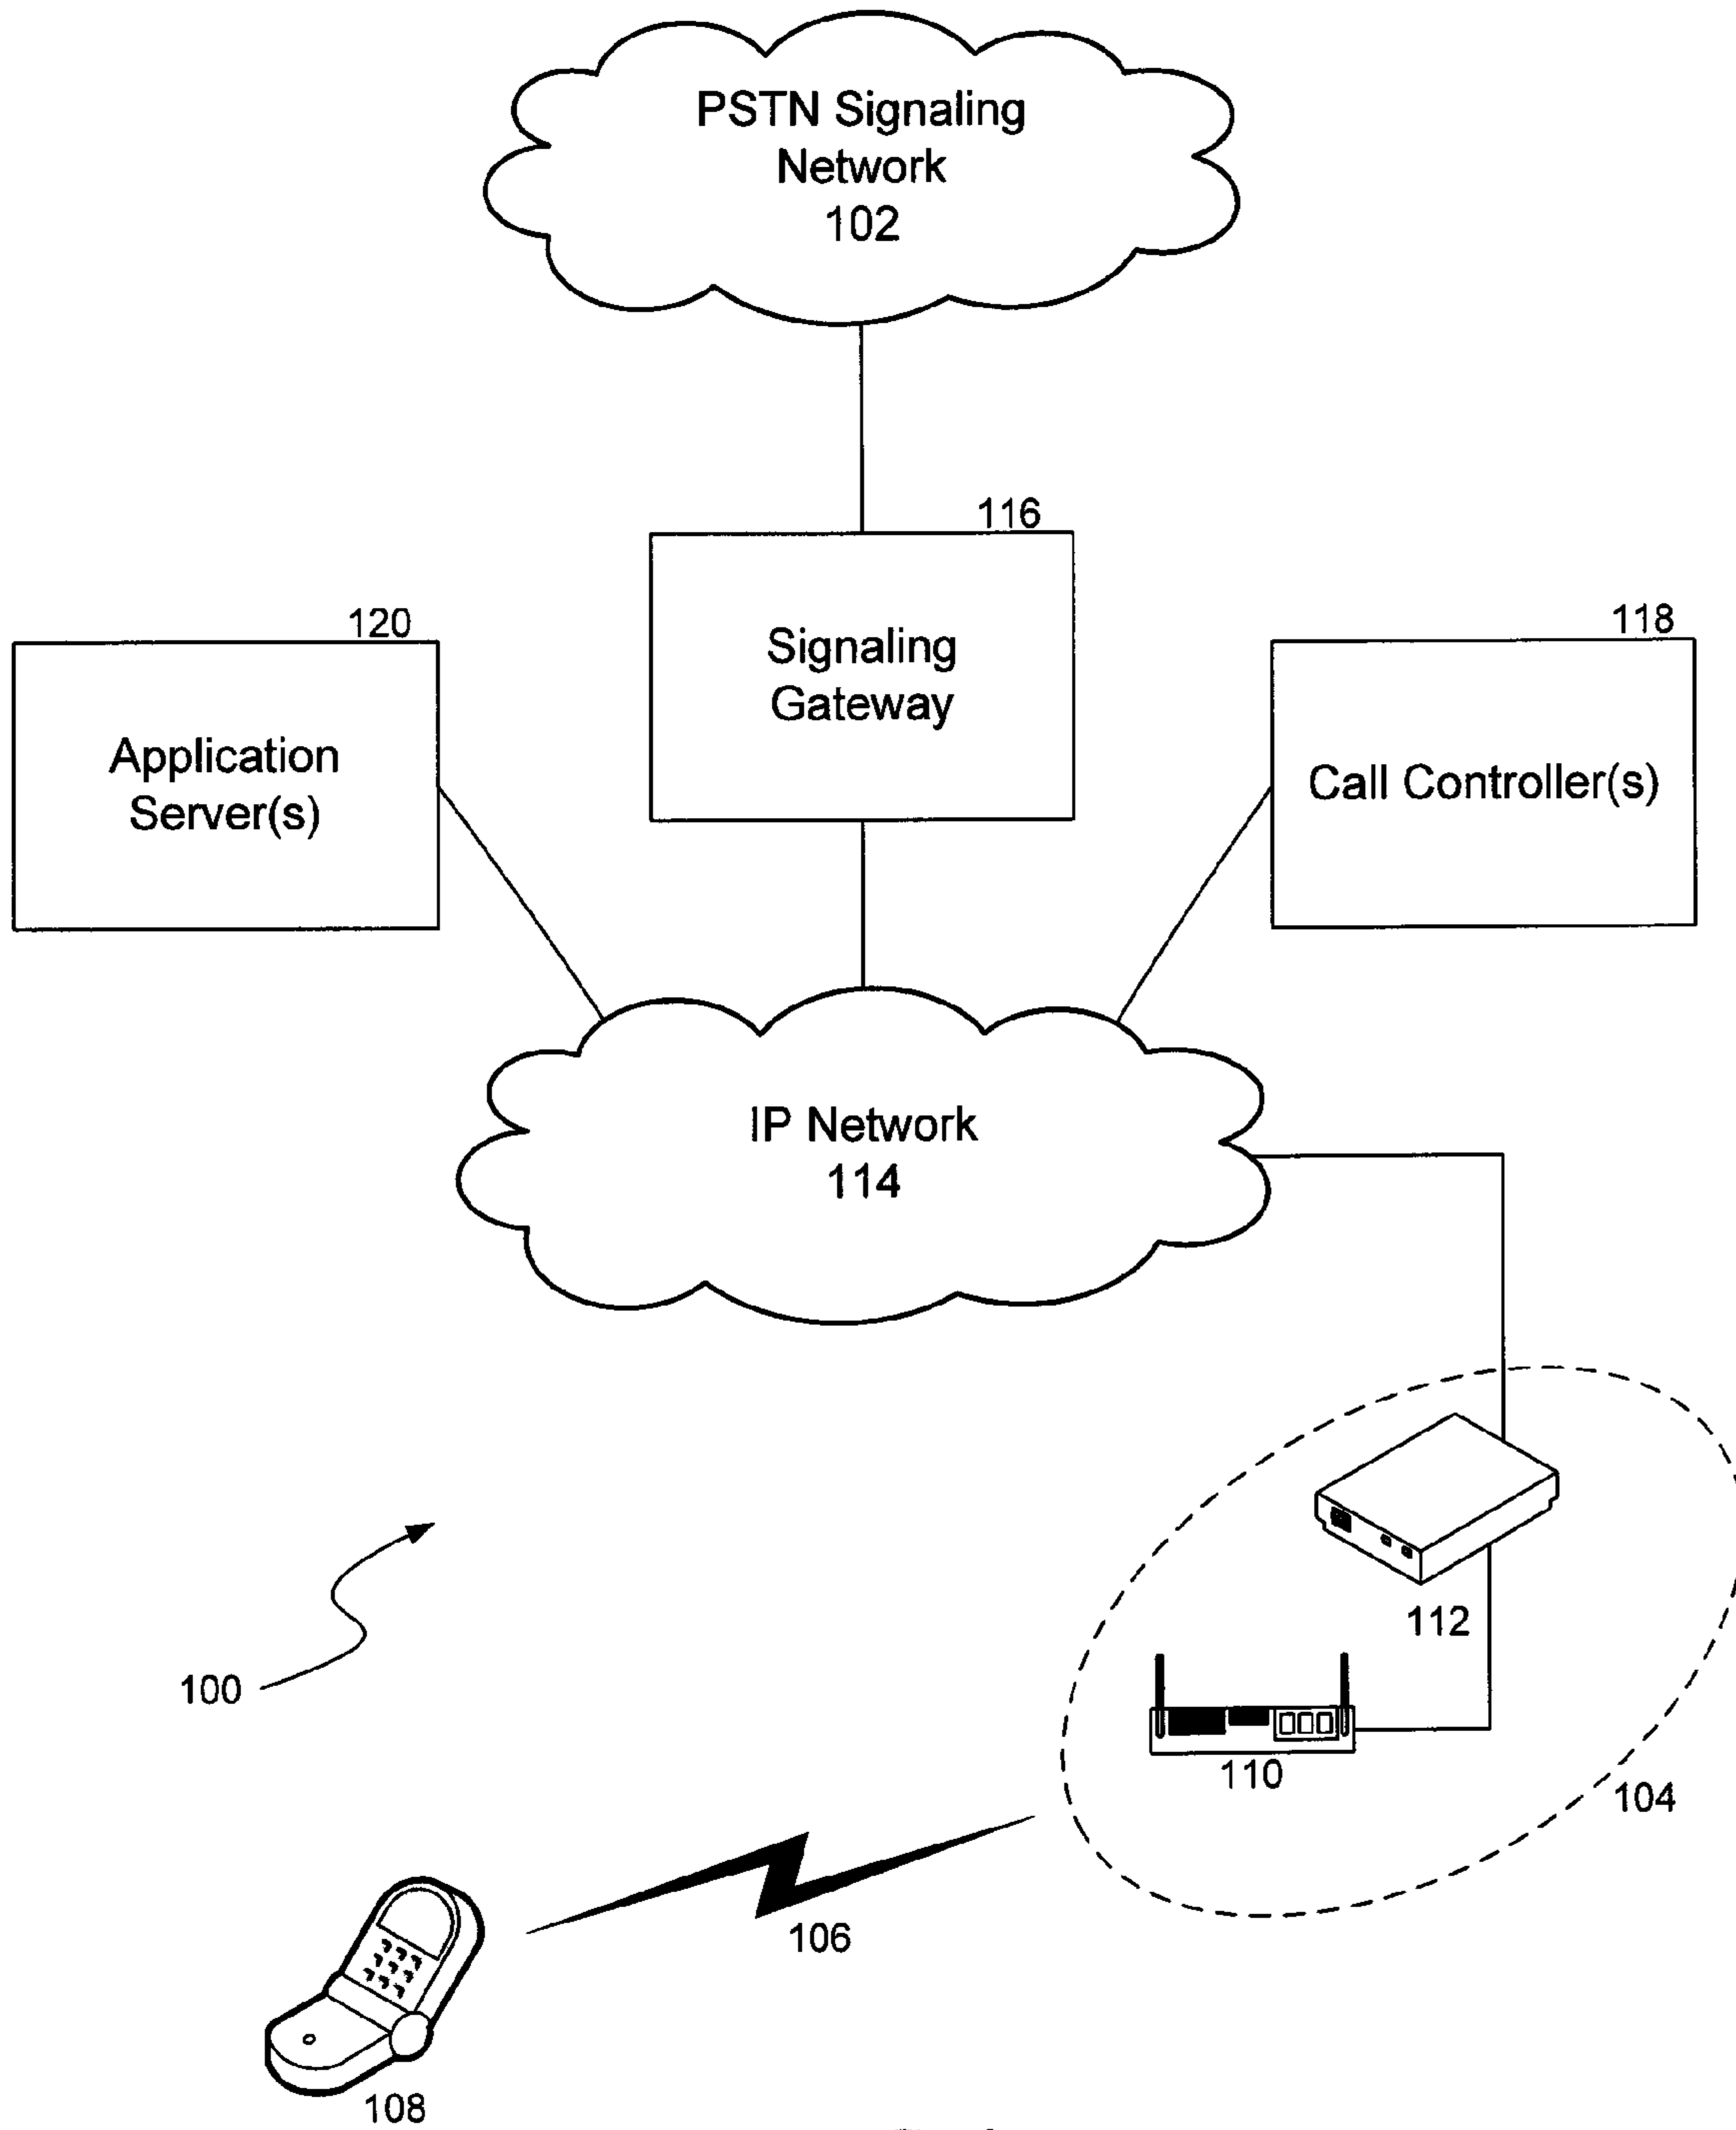 PSTN Signaling
Network
102
116
Signaling
Gateway
120
Application
Server(s)
118
Call Controller(s)
IP Network
114
112
100
110
104
106
108